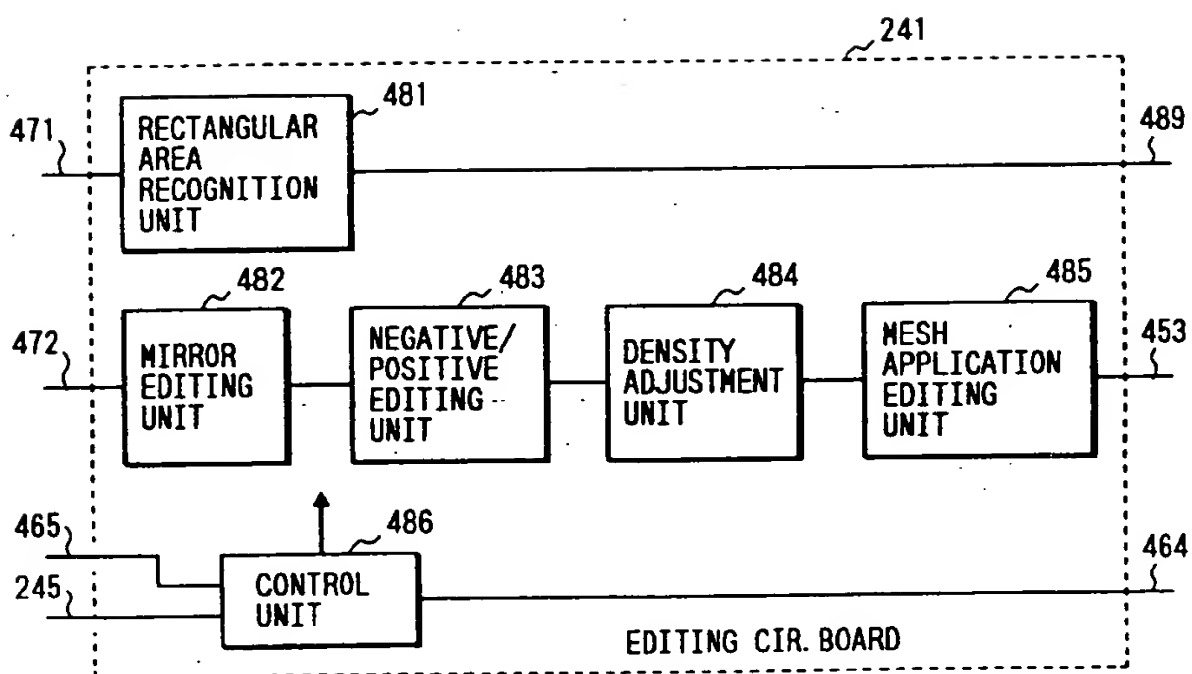 241
471
RECTANGULAR
AREA
RECOGNITION
UNIT
481
489
472
MIRROR
EDITING
UNIT
482
NEGATIVE/
POSITIVE
EDITING
UNIT
483
DENSITY
ADJUSTMENT
UNIT
484
MESH
APPLICATION
EDITING
UNIT
485
453
465
245
CONTROL
UNIT
486
464
EDITING CIR. BOARD